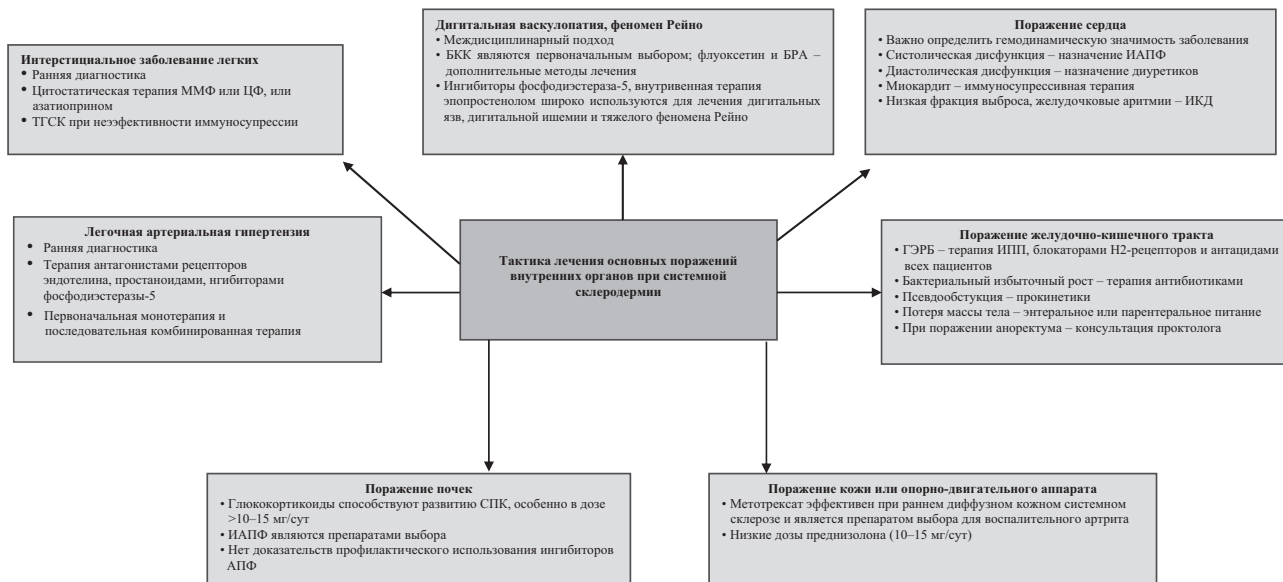 Интерстициальное заболевание легких
• Ранняя диагностика
• Цитостатическая терапия ММФ или ЦФ, или
азатиоприном
• ТГСК при неээфективности иммуносупрессии
Дигитальная васкулопатия, феномен Рейно
• Междисциплинарный подход
• БКК являются первоначальным выбором; флуоксетин и БРА –
дополнительные методы лечения
• Ингибиторы фосфодиэстераза-5, внутривенная терапия
эпопростенолом широко используются для лечения дигитальных
язв, дигитальной ишемии и тяжелого феномена Рейно
Поражение сердца
• Важно определить гемодинамическую значимость заболевания
• Систолическая дисфункция – назначение ИАПФ
• Диастолическая дисфункция – назначение диуретиков
• Миокардит – иммуносупрессивная терапия
• Низкая фракция выброса, желудочковые аритмии – ИКД
Легочная артериальная гипертензия
• Ранняя диагностика
• Терапия антагонистами рецепторов
эндотелина, простаноидами, нгибиторами
фосфодиэстеразы-5
• Первоначальная монотерапия и
последовательная комбинированная терапия
Тактика лечения основных поражений
внутренних органов при системной
склеродермии
Поражение желудочно-кишечного тракта
• ГЭРБ – терапия ИПП, блокаторами Н2-рецепторов и антацидами
всех пациентов
• Бактериальный избыточный рост – терапия антибиотиками
• Псевдообстукция – прокинетики
• Потеря массы тела – энтеральное или парентеральное питание
• При поражении аноректума – консультация проктолога
Поражение почек
• Глюкокортикоиды способствуют развитию СПК, особенно в дозе
>10–15 мг/сут
• ИАПФ являются препаратами выбора
• Нет доказательств профилактического использования ингибиторов
АПФ
Поражение кожи или опорно-двигательного аппарата
• Метотрексат эффективен при раннем диффузном кожном системном
склерозе и является препаратом выбора для воспалительного артрита
• Низкие дозы преднизолона (10–15 мг/сут)